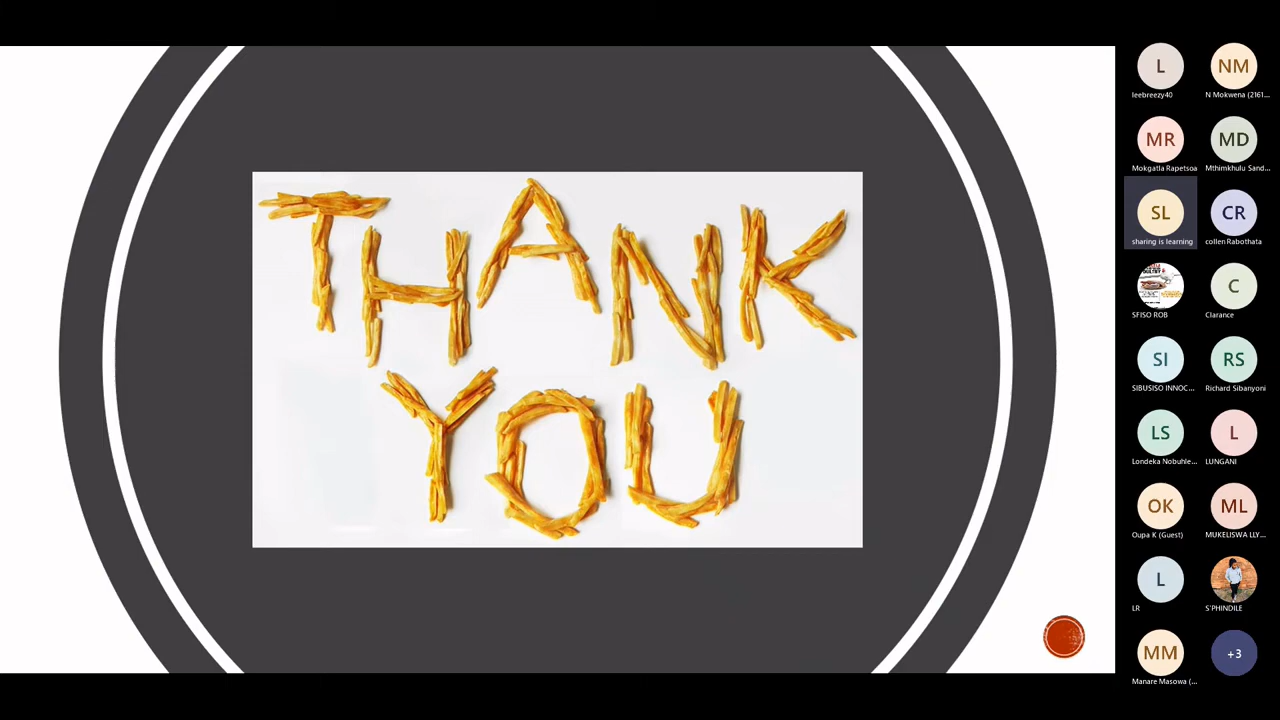 THANK
YOU
L
NM
leebreezy40
N Mokwena (2161...
MR
MD
Mokgatla Rapetsoa
Mthimkhulu Sand...
SL
CR
sharing is learning
collen Rabothata
C
SFISO ROB
Clarance
SI
RS
SIBUSISO INNOC...
Richard Sibanyoni
LS
L
Londeka Nobuhle...
LUNGANI
OK
ML
Oupa K (Guest)
MUKELISWA LLY...
L
LR
S'PHINDILE
MM
+3
Manare Masowa (...